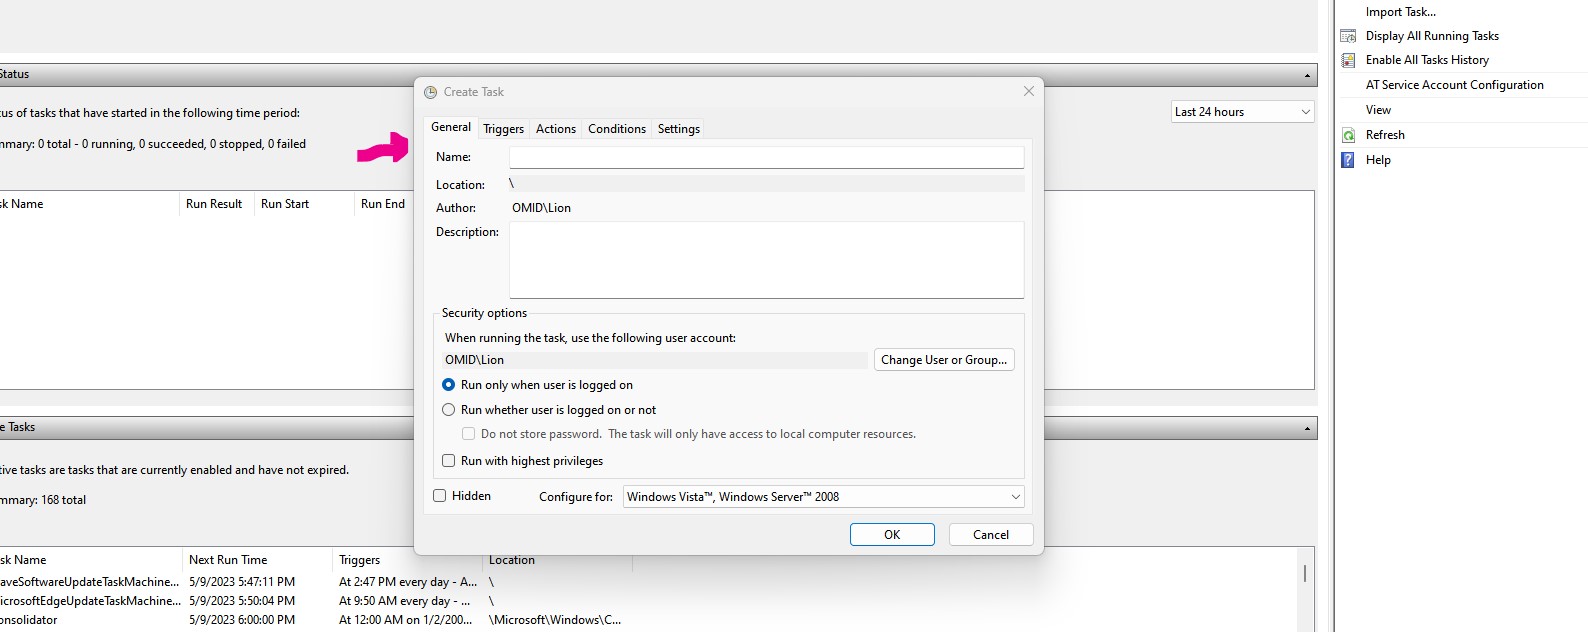 Import Task...
Display All Running Tasks
Enable All Tasks History
AT Service Account Configuration
View
Refresh
Help
Status
us of tasks that have started in the following time period:
Last 24 hours
mmary: 0 total - 0 running, 0 succeeded, 0 stopped, 0 failed
sk Name Run Result Run Start Run End
Create Task
General Triggers Actions Conditions Settings
Name:
Location: \
Author: OMID\Lion
Description:
Security options
When running the task, use the following user account:
OMID\Lion Change User or Group...
Run only when user is logged on
Run whether user is logged on or not
Do not store password. The task will only have access to local computer resources.
Run with highest privileges
Hidden Configure for: Windows Vista™, Windows Server™ 2008
OK Cancel
e Tasks
tive tasks are tasks that are currently enabled and have not expired.
mmary: 168 total
sk Name Next Run Time Triggers Location
aveSoftwareUpdateTaskMachine... 5/9/2023 5:47:11 PM At 2:47 PM every day - A... \
icrosoftEdgeUpdateTaskMachine... 5/9/2023 5:50:04 PM At 9:50 AM every day - ... \
onsolidator 5/9/2023 6:00:00 PM At 12:00 AM on 1/2/200... \Microsoft\Windows\C...